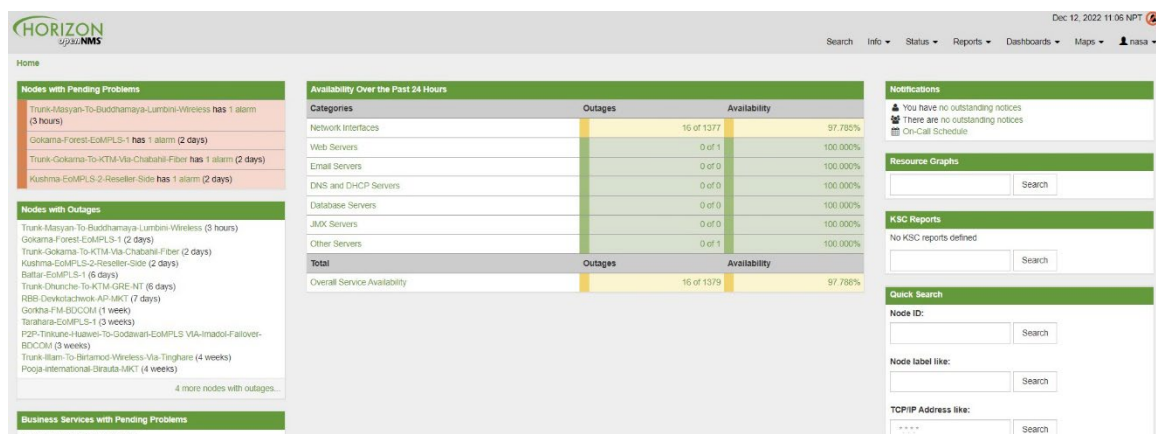 HORIZON
openNMS
Dec 12, 2022 11:06 NPT
Search Info Status Reports Dashboards Maps nasa
Home
Nodes with Pending Problems
Trunk-Masyan-To-Buddhamaya-Lumbini-Wireless has 1 alarm
(3 hours)
Gokarna-Forest-EoMPLS-1 has 1 alarm (2 days)
Trunk-Gokarna-To-KTM-Via-Chabahil-Fiber has 1 alarm (2 days)
Kushma-EoMPLS-2-Reseller-Side has 1 alarm (2 days)
Nodes with Outages
Trunk-Masyan-To-Buddhamaya-Lumbini-Wireless (3 hours)
Gokarna-Forest-EoMPLS-1 (2 days)
Trunk-Gokarna-To-KTM-Via-Chabahil-Fiber (2 days)
Kushma-EoMPLS-2-Reseller-Side (2 days)
Battar-EoMPLS-1 (6 days)
Trunk-Dhunche-To-KTM-GRE-NT (6 days)
RBB-Devkotachwok-AP-MKT (7 days)
Gorkha-FM-BDCOM (1 week)
Tarahara-EoMPLS-1 (3 weeks)
P2P-Tinkune-Huawei-To-Godawari-EoMPLS VIA-Imadol-Failover-
BDCOM (3 weeks)
Trunk-Illam-To-Birtamod-Wireless-Via-Tinghare (4 weeks)
Pooja-international-Birauta-MKT (4 weeks)
4 more nodes with outages...
Business Services with Pending Problems
Availability Over the Past 24 Hours
Categories Outages Availability
Network Interfaces 16 of 1377 97.785%
Web Servers 0 of 1 100.000%
Email Servers 0 of 0 100.000%
DNS and DHCP Servers 0 of 0 100.000%
Database Servers 0 of 0 100.000%
JMX Servers 0 of 0 100.000%
Other Servers 0 of 1 100.000%
Total Outages Availability
Overall Service Availability 16 of 1379 97.788%
Notifications
You have no outstanding notices
There are no outstanding notices
On-Call Schedule
Resource Graphs
Search
KSC Reports
No KSC reports defined
Search
Quick Search
Node ID:
Search
Node label like:
Search
TCP/IP Address like:
*.*.*.* Search